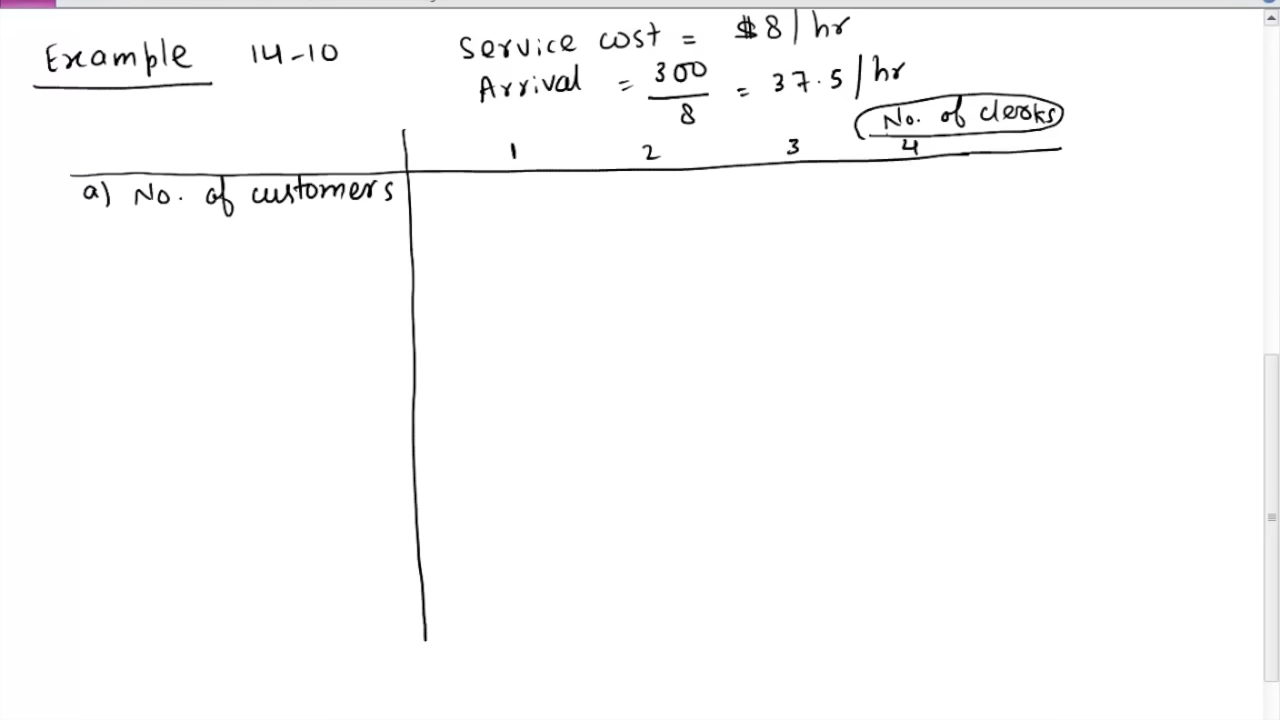 Example 14-10
Service cost = $8/hr
Arrival = 300/8 = 37.5/hr
No. of clerks
1 2 3 4
a) No. of customers